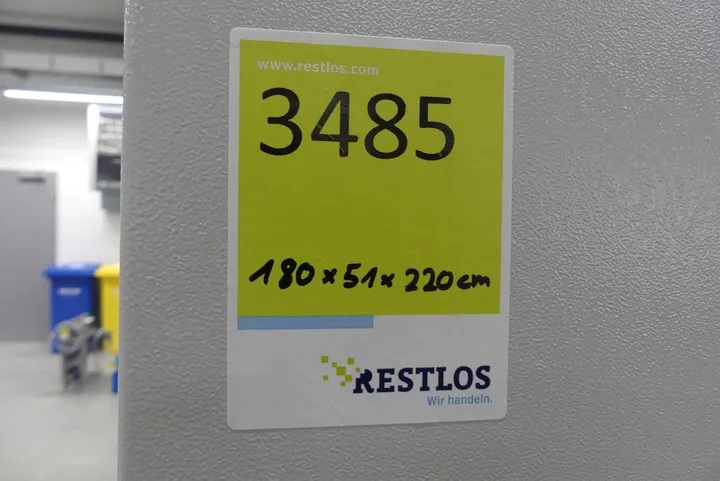 www.restlos.com
3485
180 x 51 x 220 cm
RESTLOS
Wir handeln.